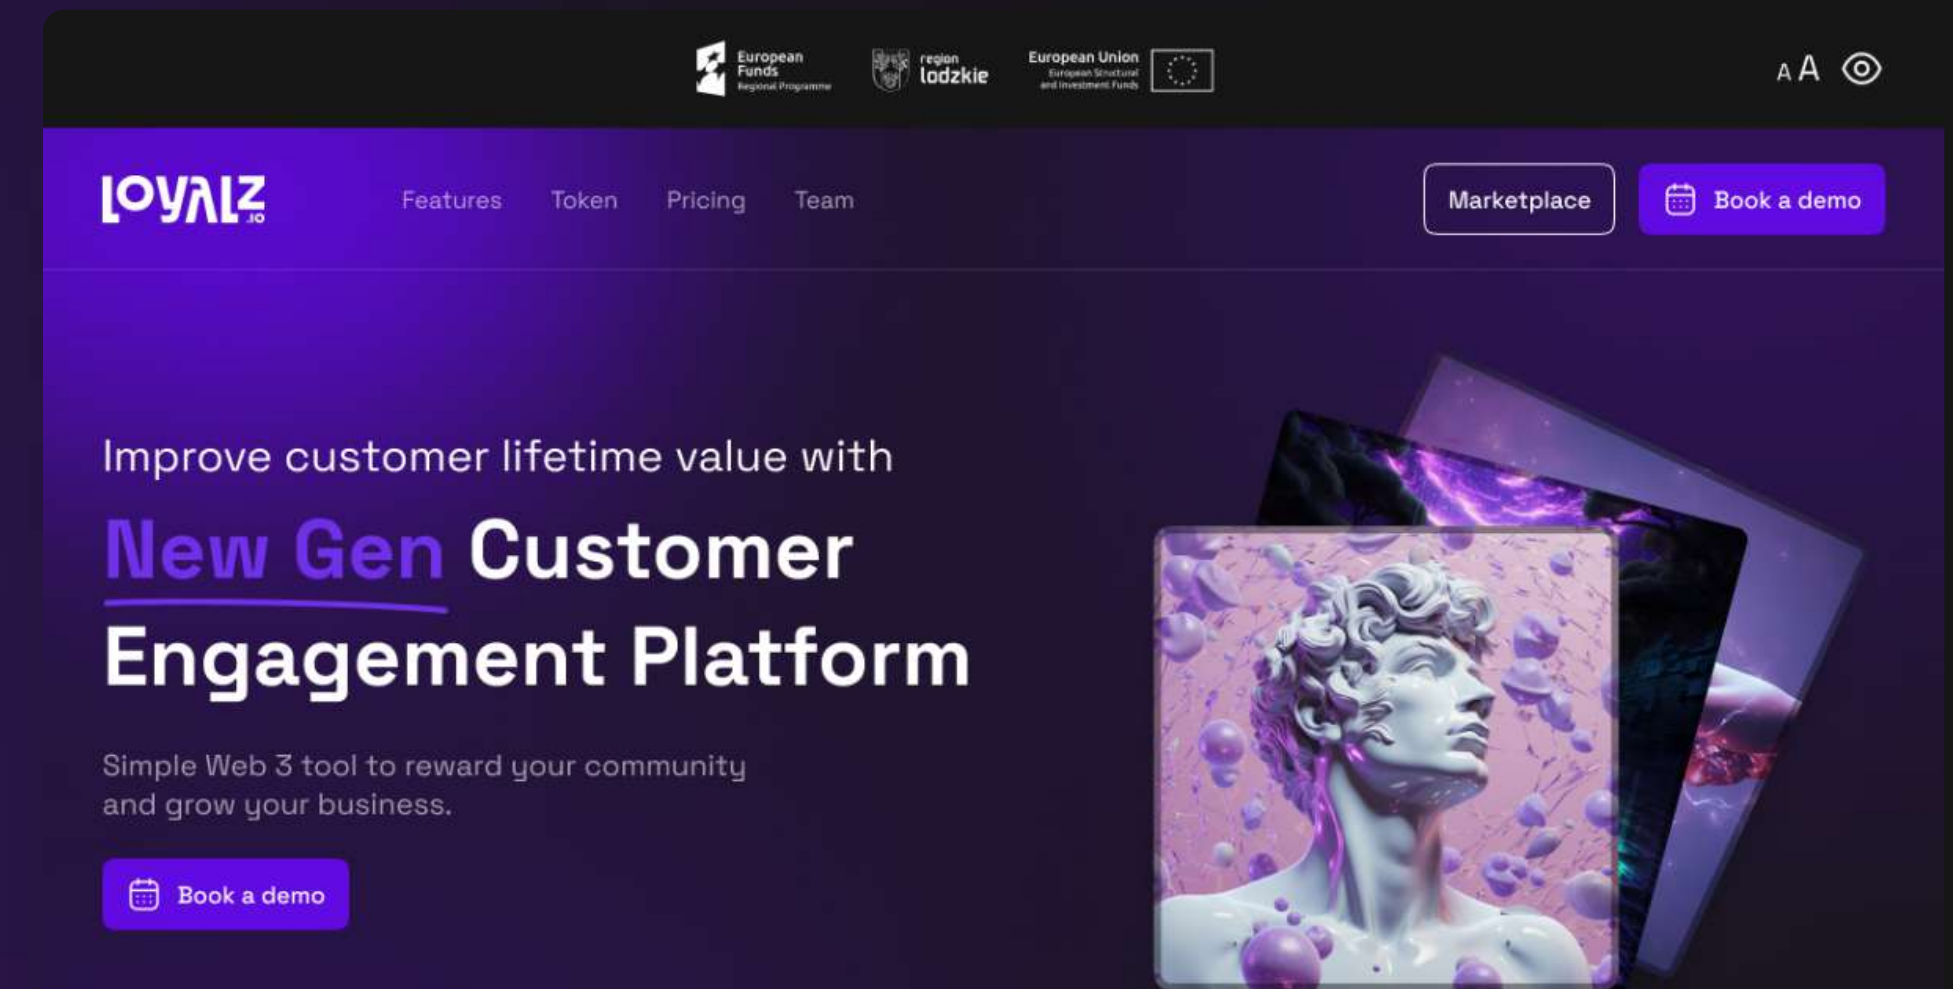 European
Funds
Regional Programme
region
lodzkie
European Union
European Structural
and Investment Funds
A A
LOYALZ
.IO
Features
Token
Pricing
Team
Marketplace
Book a demo
Improve customer lifetime value with
New Gen Customer
Engagement Platform
Simple Web 3 tool to reward your community
and grow your business.
Book a demo